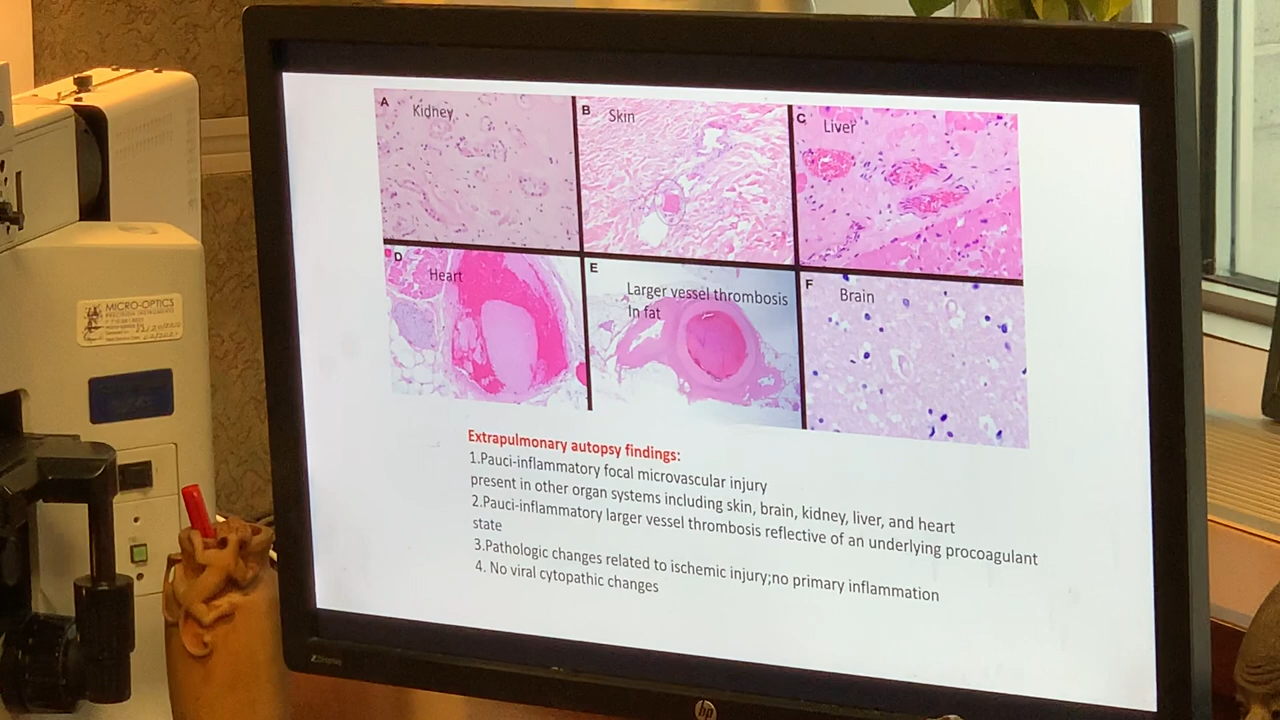 A Kidney
B Skin
C Liver
D Heart
E Larger vessel thrombosis
In fat
F Brain
Extrapulmonary autopsy findings:
1.Pauci-inflammatory focal microvascular injury
present in other organ systems including skin, brain, kidney, liver, and heart
2.Pauci-inflammatory larger vessel thrombosis reflective of an underlying procoagulant
state
3.Pathologic changes related to ischemic injury;no primary inflammation
4. No viral cytopathic changes
MICRO-OPTICS
PRECISION INSTRUMENTS
hp